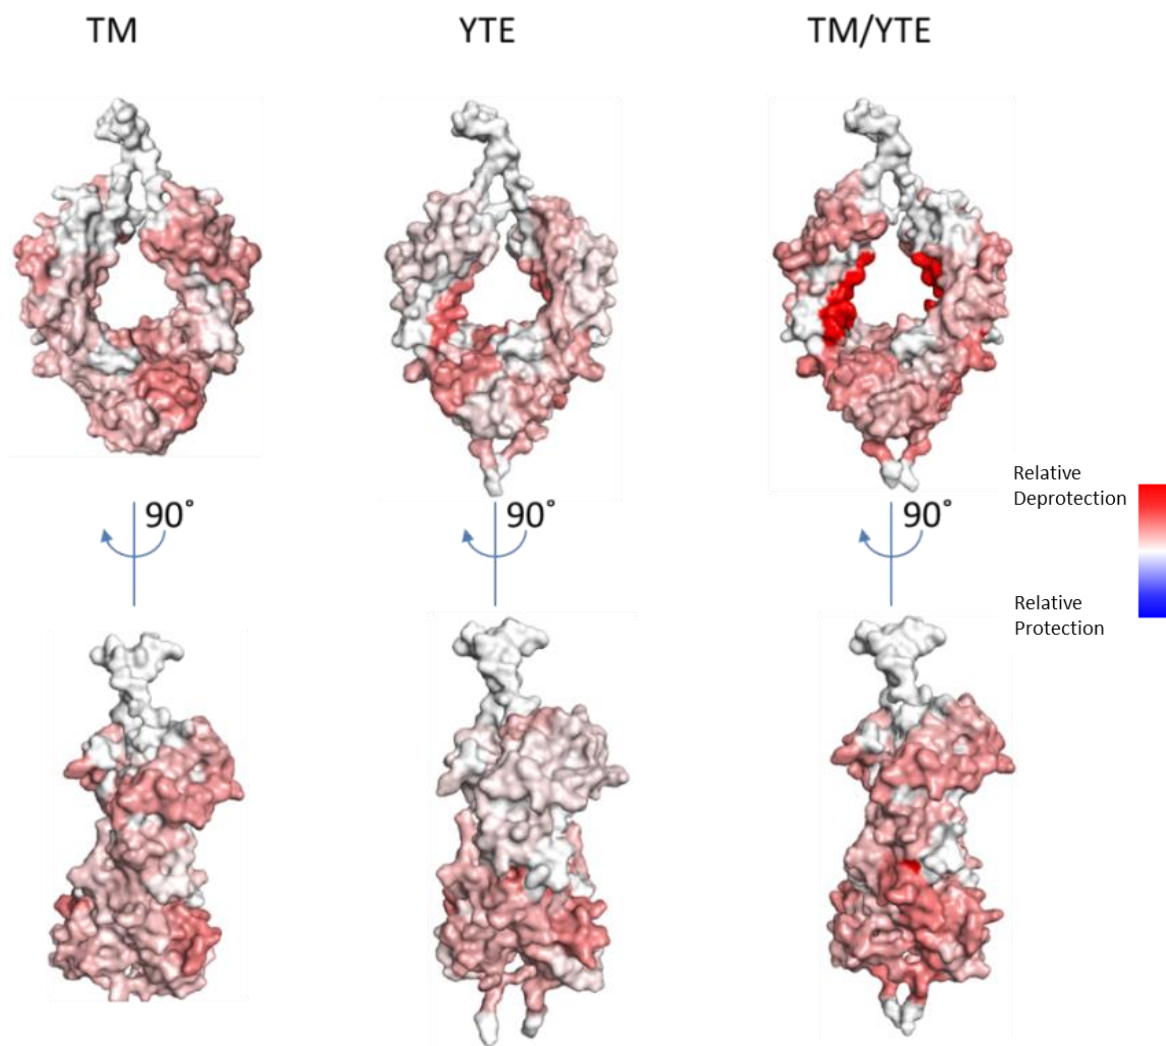 TM YTE TM/YTE
Relative
Deprotection
90° 90° 90°
Relative
Protection